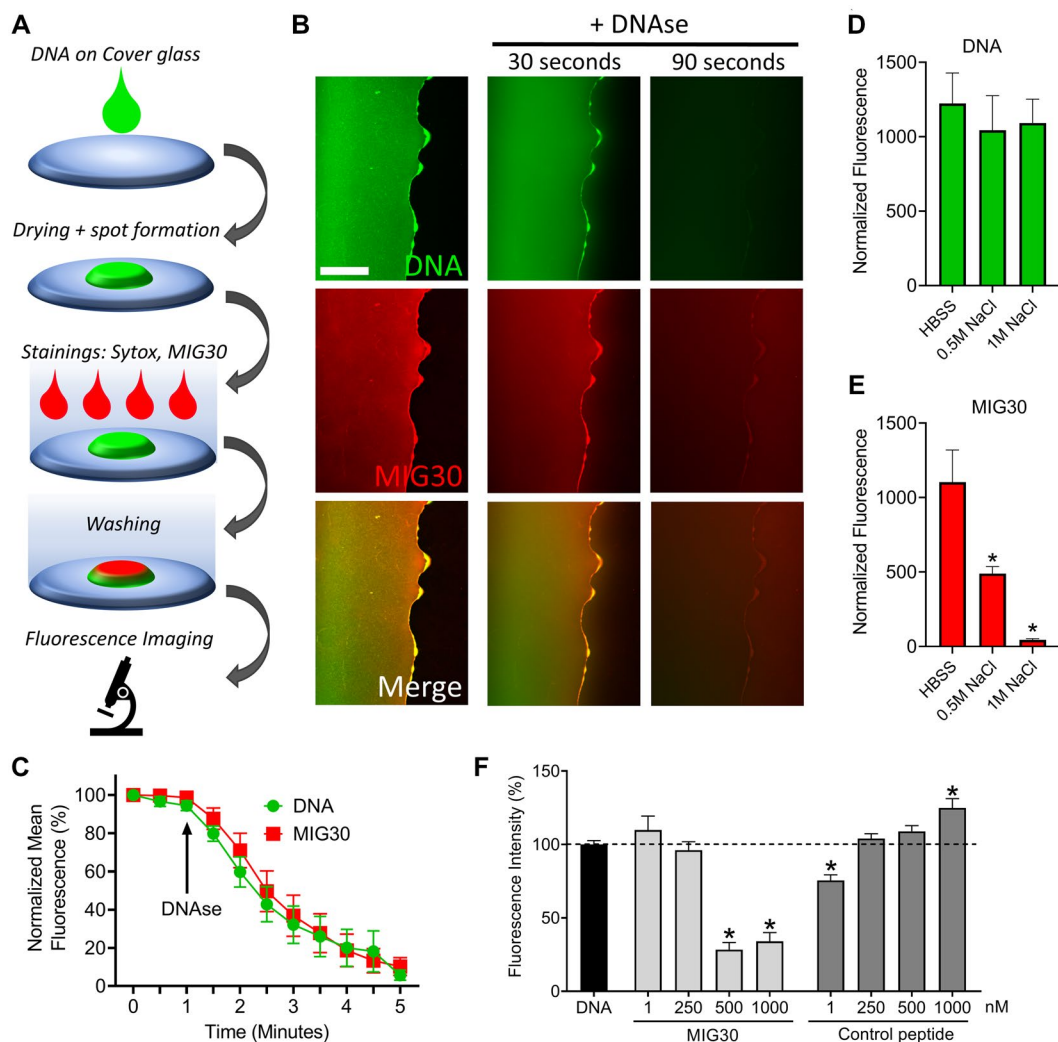 A
DNA on Cover glass
Drying + spot formation
Stainings: Sytox, MIG30
Washing
Fluorescence Imaging
B
+ DNAse
30 seconds 90 seconds
DNA
MIG30
Merge
C
Normalized Mean
Fluorescence (%)
100
80
60
40
20
0
DNA
MIG30
DNAse
0 1 2 3 4 5
Time (Minutes)
D
DNA
Normalized Fluorescence
1500
1000
500
0
HBSS
0.5M NaCl
1M NaCl
E
MIG30
Normalized Fluorescence
1500
1000
500
0
* *
HBSS
0.5M NaCl
1M NaCl
F
Fluorescence Intensity (%)
150
100
50
0
* * * *
DNA 1 250 500 1000 1 250 500 1000 nM
MIG30 Control peptide